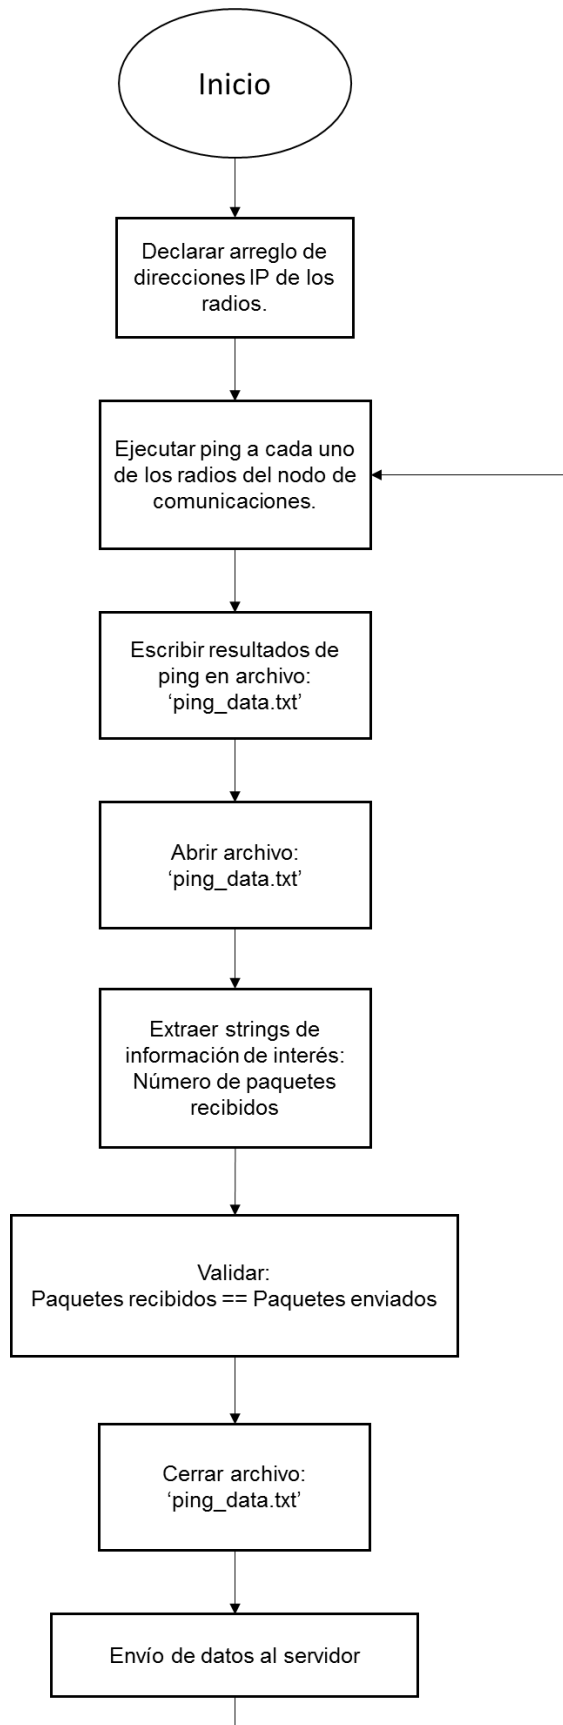 Inicio
Declarar arreglo de
direcciones IP de los
radios.
Ejecutar ping a cada uno
de los radios del nodo de
comunicaciones.
Escribir resultados de
ping en archivo:
‘ping_data.txt’
Abrir archivo:
‘ping_data.txt’
Extraer strings de
información de interés:
Número de paquetes
recibidos
Validar:
Paquetes recibidos == Paquetes enviados
Cerrar archivo:
‘ping_data.txt’
Envío de datos al servidor